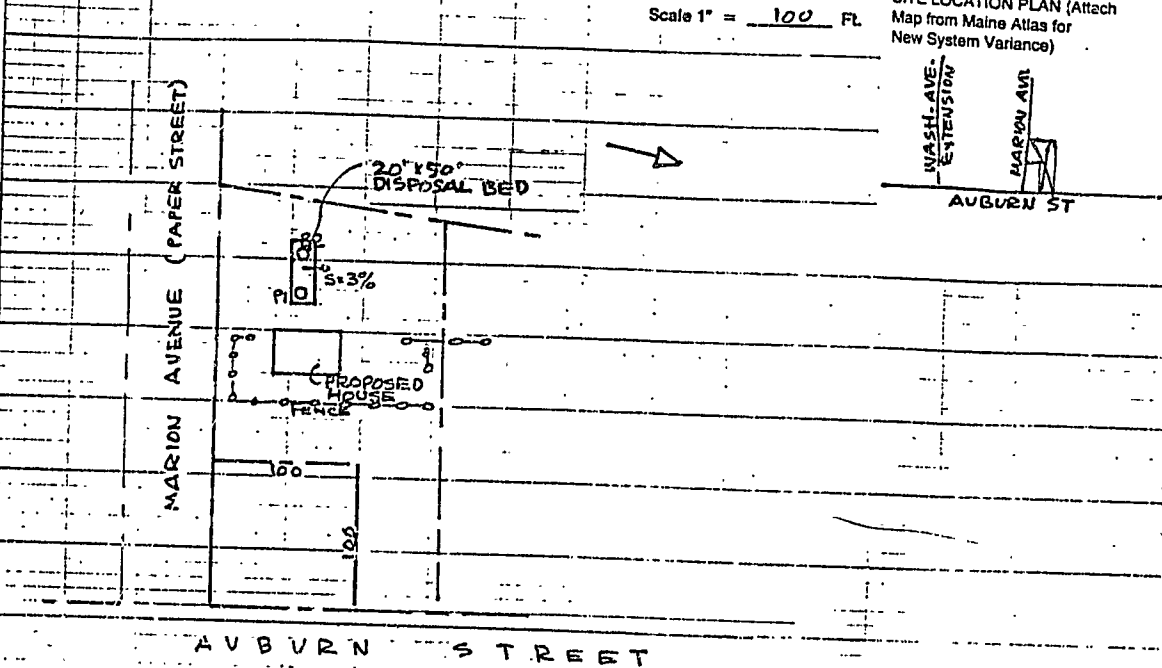 Scale 1" = 100 Ft.
SITE LOCATION PLAN (Attach
Map from Maine Atlas for
New System Variance)
WASH. AVE.
EXTENSION
MARION AVE
AUBURN ST
MARION AVENUE (PAPER STREET)
20' x 50'
DISPOSAL BED
S=3%
P1
PROPOSED
HOUSE
FENCE
100
100
AUBURN STREET